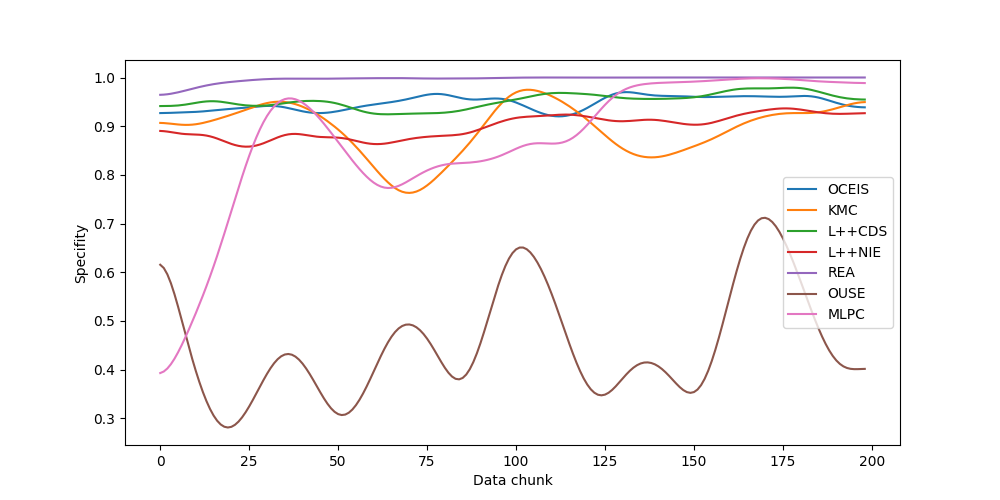 1.0
0.9
0.8
0.7
0.6
0.5
0.4
0.3
Specifity
OCEIS
KMC
L++CDS
L++NIE
REA
OUSE
MLPC
0 25 50 75 100 125 150 175 200
Data chunk